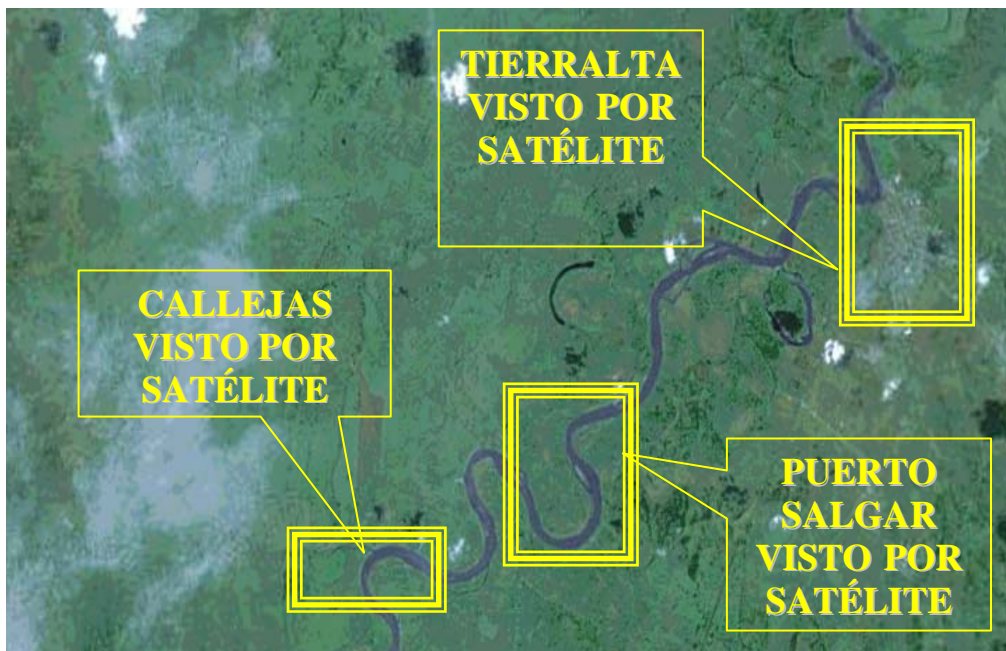 TIERRALTA
VISTO POR
SATÉLITE
CALLEJAS
VISTO POR
SATÉLITE
PUERTO
SALGAR
VISTO POR
SATÉLITE